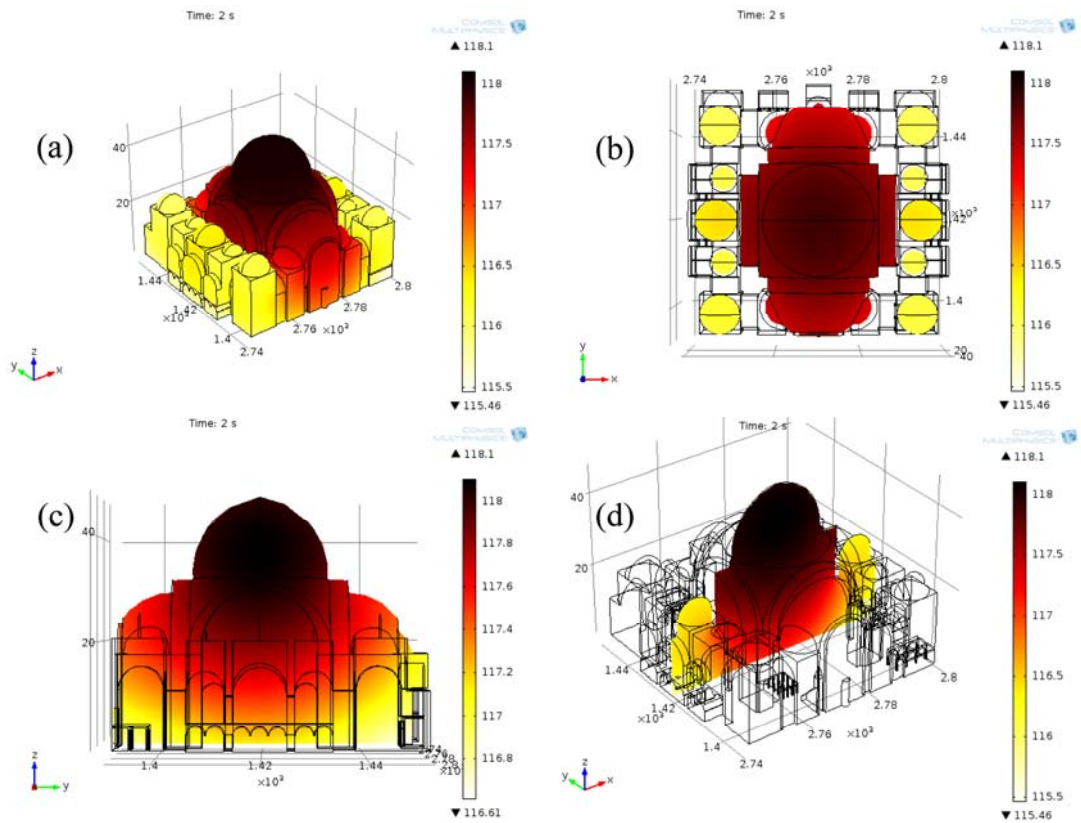 Time: 2 s
COMSOL
MULTIPHYSICS
(a)
▲ 118.1
118
117.5
117
116.5
116
115.5
▼ 115.46
40
20
1.44
1.42
×10³
1.4
2.74
2.76
×10³
2.78
2.8
y
z
x
Time: 2 s
COMSOL
MULTIPHYSICS
(b)
▲ 118.1
118
117.5
117
116.5
116
115.5
▼ 115.46
2.74
2.76
×10³
2.78
2.8
1.44
×10³
1.4
20
40
y
x
Time: 2 s
COMSOL
MULTIPHYSICS
(c)
▲ 118.1
118
117.8
117.6
117.4
117.2
117
116.8
▼ 116.61
40
20
1.4
1.42
×10³
1.44
2.74
z
y
Time: 2 s
COMSOL
MULTIPHYSICS
(d)
▲ 118.1
118
117.5
117
116.5
116
115.5
▼ 115.46
40
20
1.44
1.42
×10³
1.4
2.74
2.76
×10³
2.78
2.8
y
z
x